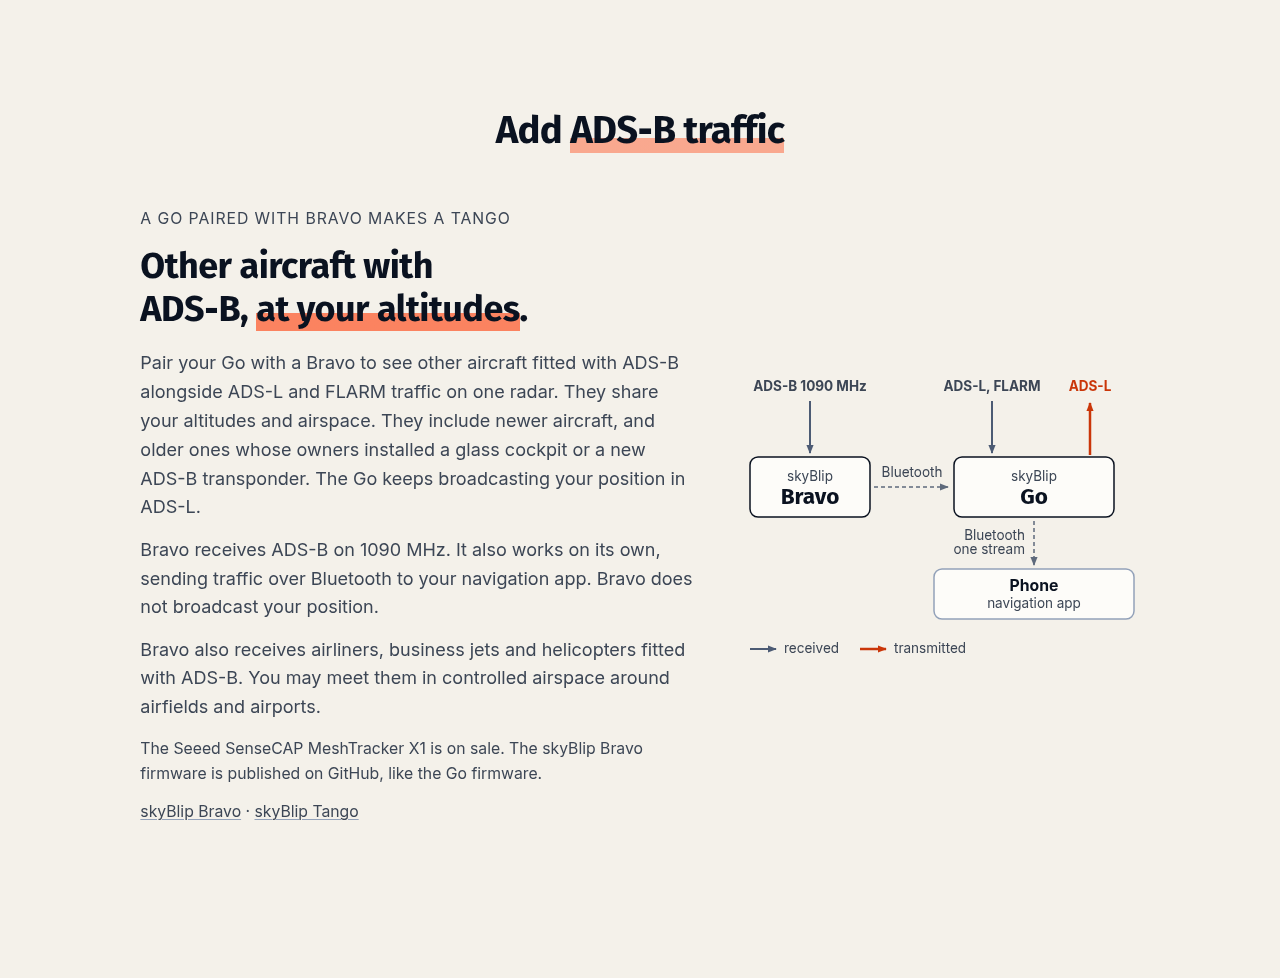 Add ADS-B traffic
A GO PAIRED WITH BRAVO MAKES A TANGO
Other aircraft with
ADS-B, at your altitudes.
Pair your Go with a Bravo to see other aircraft fitted with ADS-B
alongside ADS-L and FLARM traffic on one radar. They share
your altitudes and airspace. They include newer aircraft, and
older ones whose owners installed a glass cockpit or a new
ADS-B transponder. The Go keeps broadcasting your position in
ADS-L.
Bravo receives ADS-B on 1090 MHz. It also works on its own,
sending traffic over Bluetooth to your navigation app. Bravo does
not broadcast your position.
Bravo also receives airliners, business jets and helicopters fitted
with ADS-B. You may meet them in controlled airspace around
airfields and airports.
The Seeed SenseCAP MeshTracker X1 is on sale. The skyBlip Bravo
firmware is published on GitHub, like the Go firmware.
skyBlip Bravo · skyBlip Tango
ADS-B 1090 MHz
ADS-L, FLARM
ADS-L
skyBlip
Bravo
Bluetooth
skyBlip
Go
Bluetooth
one stream
Phone
navigation app
received
transmitted